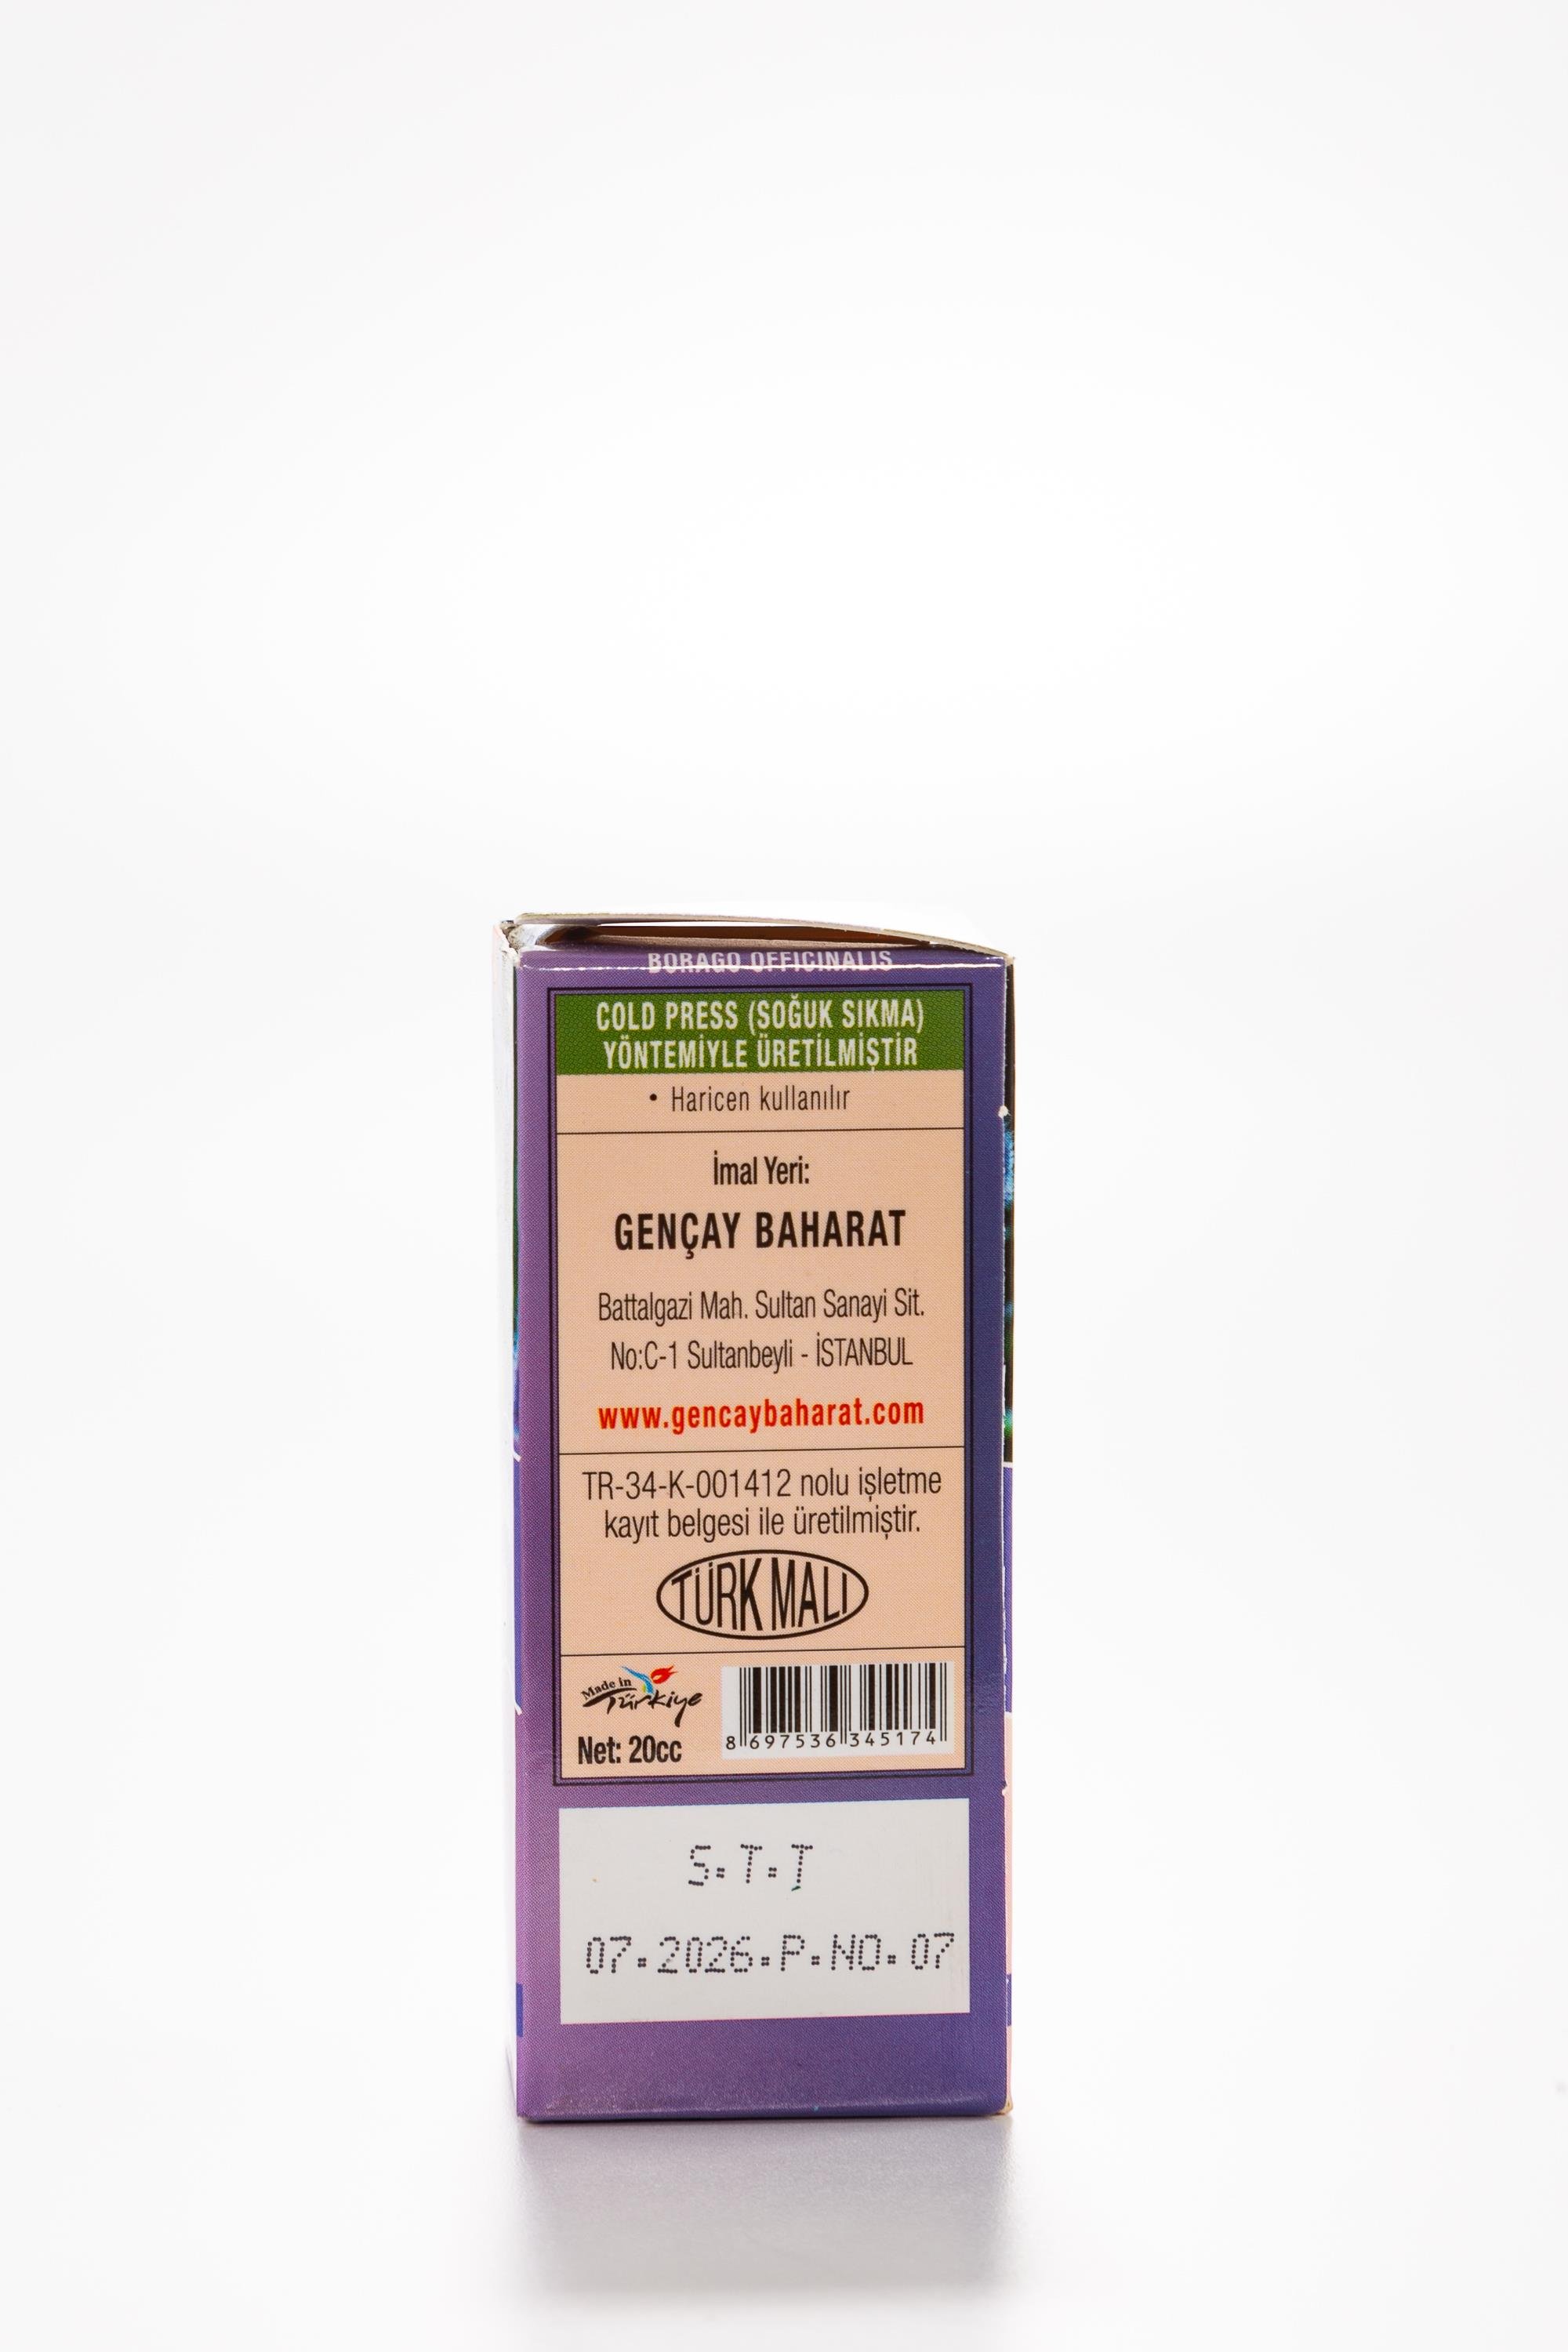 BORAGO OFFICINALIS
COLD PRESS (SOĞUK SIKMA)
YÖNTEMİYLE ÜRETİLMİŞTİR
• Haricen kullanılır
İmal Yeri:
GENÇAY BAHARAT
Battalgazi Mah. Sultan Sanayi Sit.
No:C-1 Sultanbeyli - İSTANBUL
www.gencaybaharat.com
TR-34-K-001412 nolu işletme
kayıt belgesi ile üretilmiştir.
TÜRK MALI
Made in
Türkiye
Net: 20cc
8 697536 345174
S.T.T
07.2026.P.NO.07